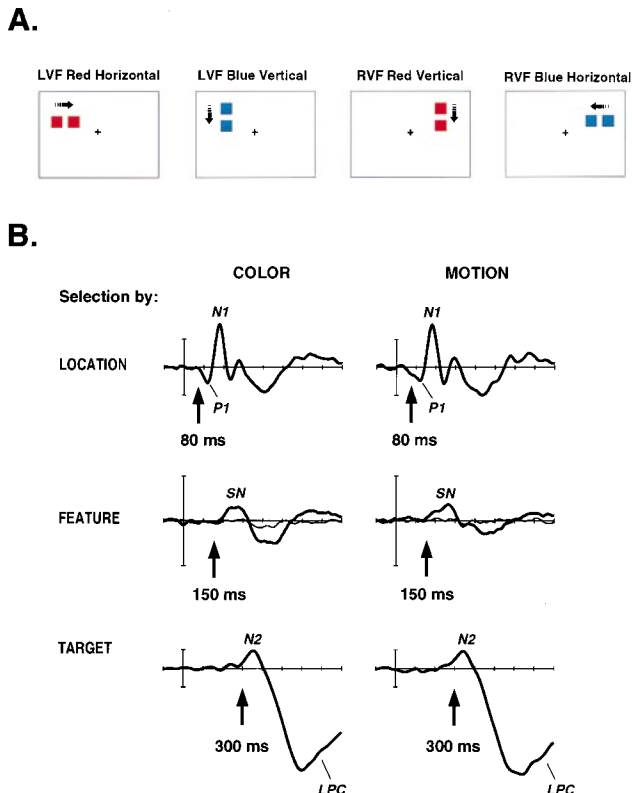 A.
LVF Red Horizontal LVF Blue Vertical RVF Red Vertical RVF Blue Horizontal
+ + + +
B.
COLOR MOTION
Selection by:
N1 N1
LOCATION
P1 P1
80 ms 80 ms
SN SN
FEATURE
150 ms 150 ms
TARGET
N2 N2
300 ms 300 ms
LPC LPC